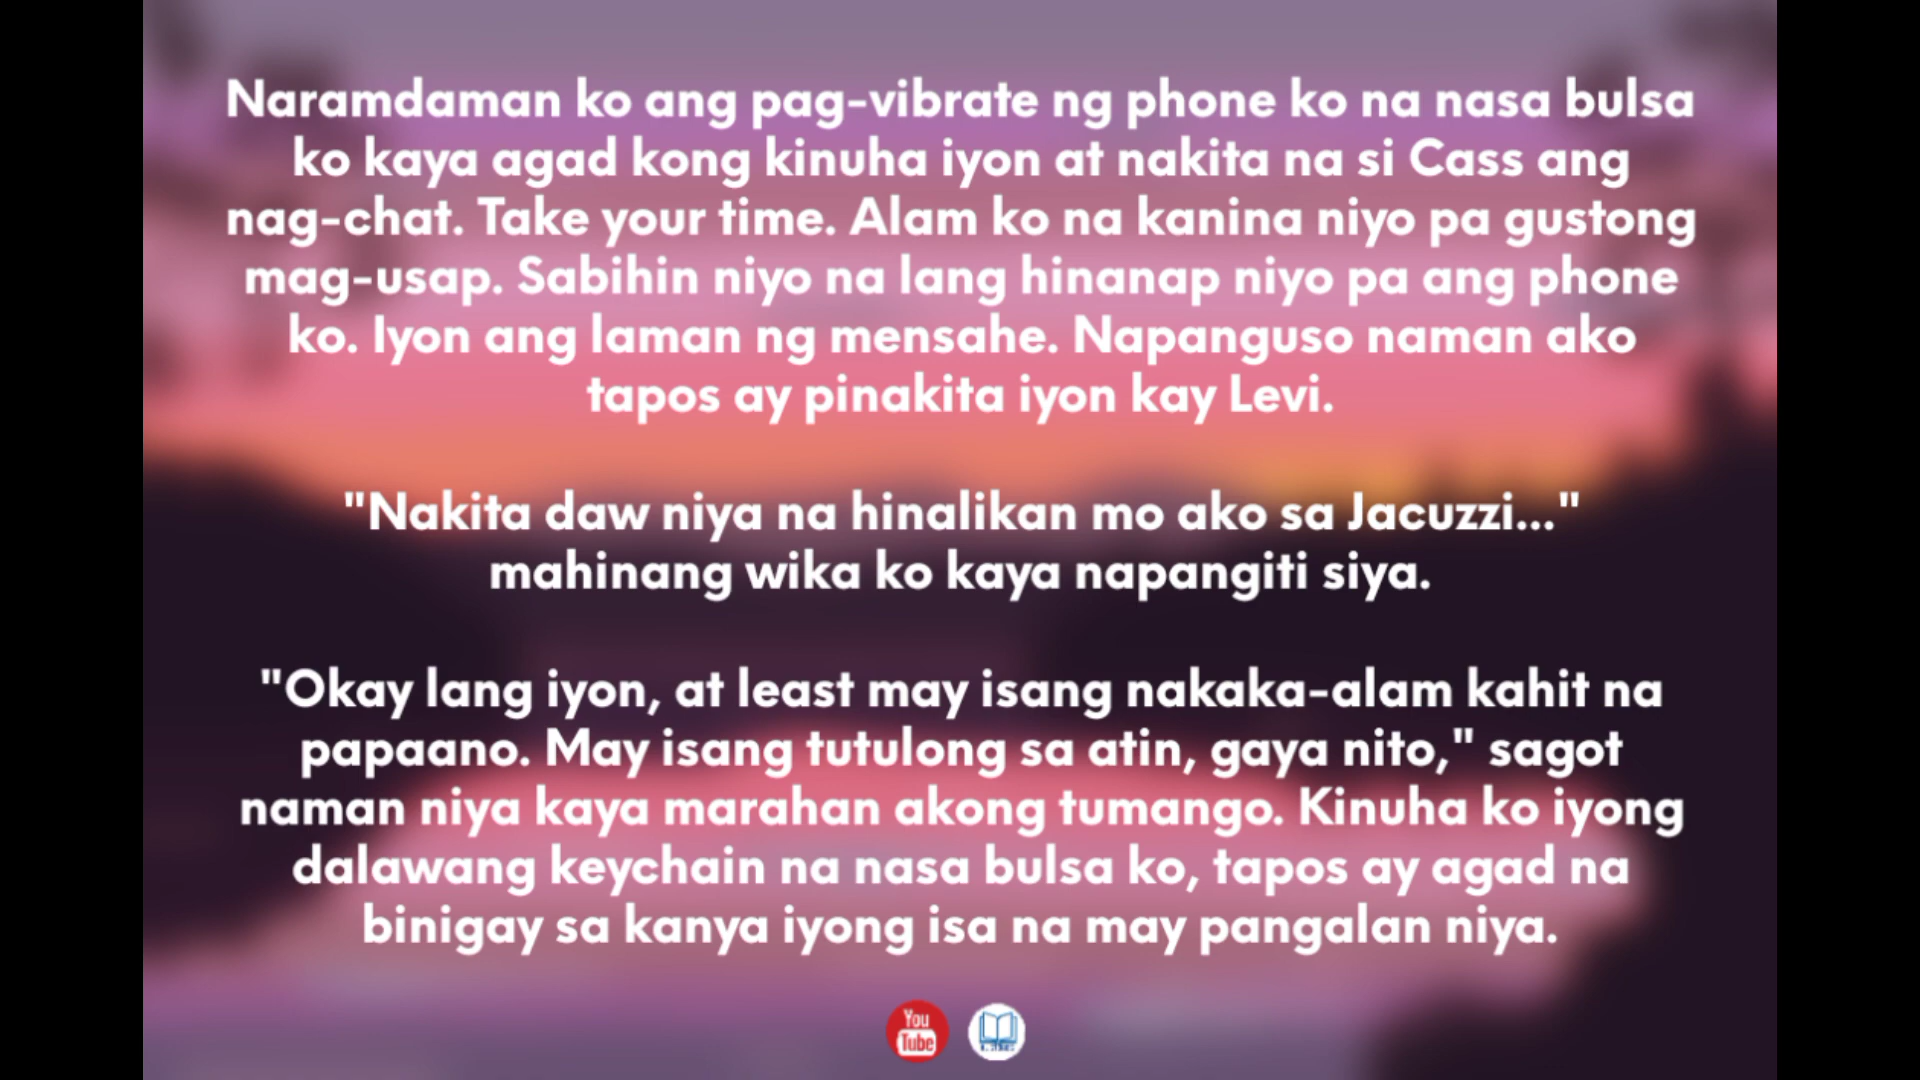 Naramdaman ko ang pag-vibrate ng phone ko na nasa bulsa
ko kaya agad kong kinuha iyon at nakita na si Cass ang
nag-chat. Take your time. Alam ko na kanina niyo pa gustong
mag-usap. Sabihin niyo na lang hinanap niyo pa ang phone
ko. Iyon ang laman ng mensahe. Napanguso naman ako
tapos ay pinakita iyon kay Levi.
"Nakita daw niya na hinalikan mo ako sa Jacuzzi..."
mahinang wika ko kaya napangiti siya.
"Okay lang iyon, at least may isang nakaka-alam kahit na
papaano. May isang tutulong sa atin, gaya nito," sagot
naman niya kaya marahan akong tumango. Kinuha ko iyong
dalawang keychain na nasa bulsa ko, tapos ay agad na
binigay sa kanya iyong isa na may pangalan niya.
You
Tube